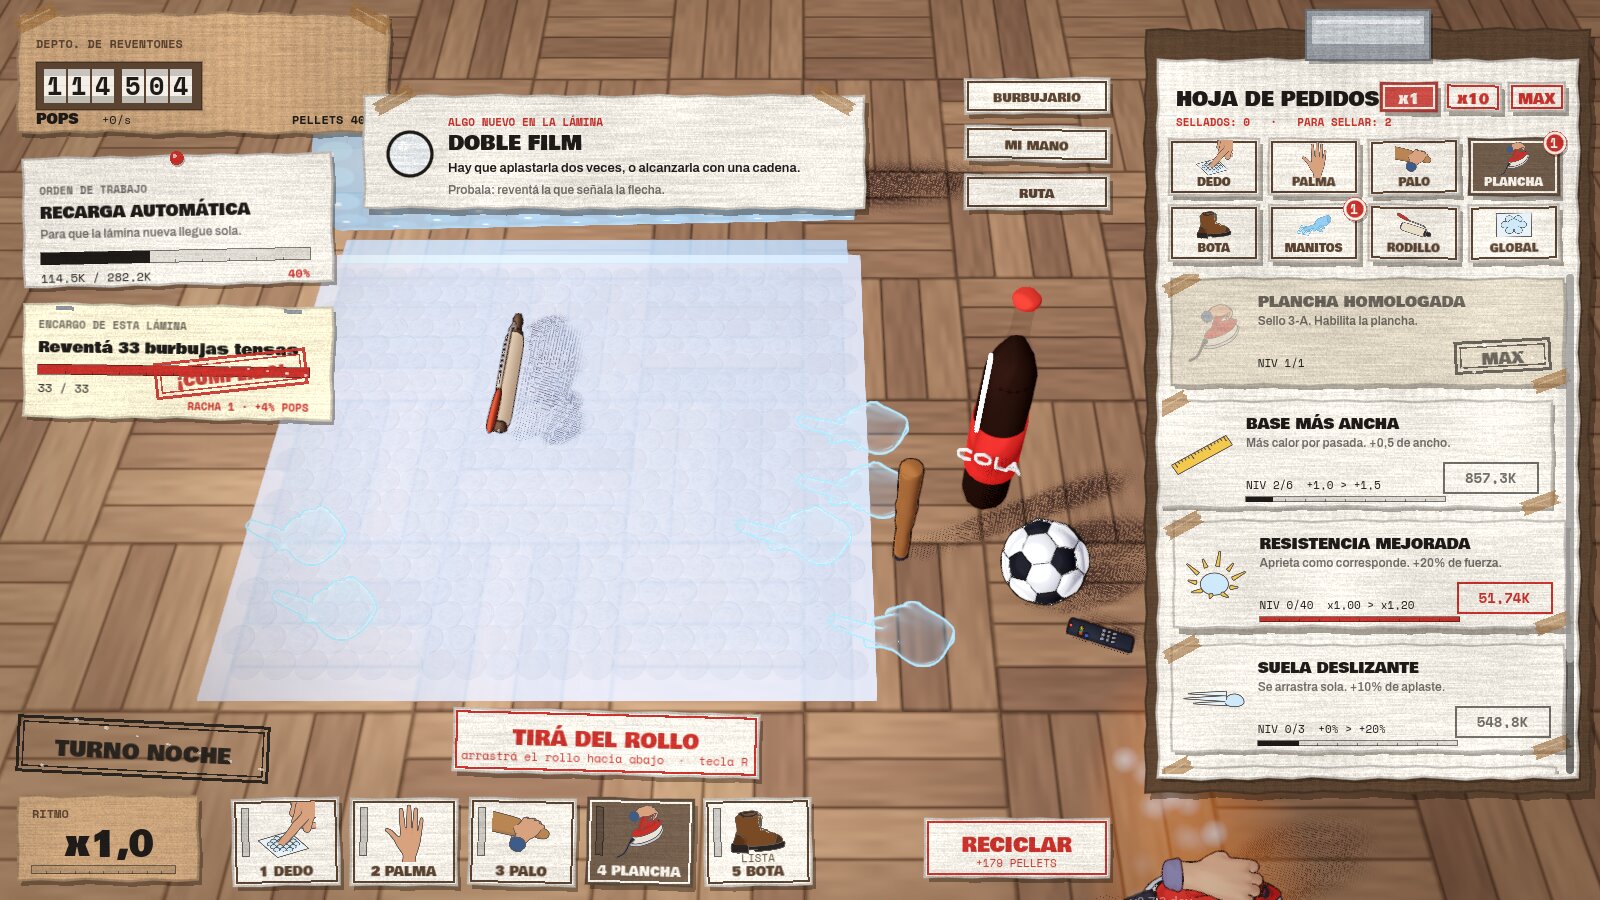 DEPTO. DE REVENTONES
114 504
POPS +0/s PELLETS 40
ORDEN DE TRABAJO
RECARGA AUTOMÁTICA
Para que la lámina nueva llegue sola.
114.5K / 282.2K 40%
ENCARGO DE ESTA LÁMINA
Reventá 33 burbujas tensas
33 / 33
RACHA 1 · +4% POPS
ALGO NUEVO EN LA LÁMINA
DOBLE FILM
Hay que aplastarla dos veces, o alcanzarla con una cadena.
Probala: reventá la que señala la flecha.
BURBUJARIO
MI MANO
RUTA
COLA
HOJA DE PEDIDOS x1 x10 MAX
SELLADOS: 0 · PARA SELLAR: 2
DEDO
PALMA
PALO
PLANCHA 1
BOTA
MANITOS 1
RODILLO
GLOBAL
PLANCHA HOMOLOGADA
Sello 3-A. Habilita la plancha.
NIV 1/1 MAX
BASE MÁS ANCHA
Más calor por pasada. +0,5 de ancho.
NIV 2/6 +1.0 > +1.5 857.3K
RESISTENCIA MEJORADA
Aprieta como corresponde. +20% de fuerza.
NIV 0/40 x1.00 > x1.20 51.74K
SUELA DESLIZANTE
Se arrastra sola. +10% de aplaste.
NIV 0/3 +0% > +20% 548.8K
TURNO NOCHE
TIRÁ DEL ROLLO
arrastrá el rollo hacia abajo · tecla R
RITMO
x1,0
1 DEDO
2 PALMA
3 PALO
4 PLANCHA
LISTA
5 BOTA
RECICLAR
+179 PELLETS